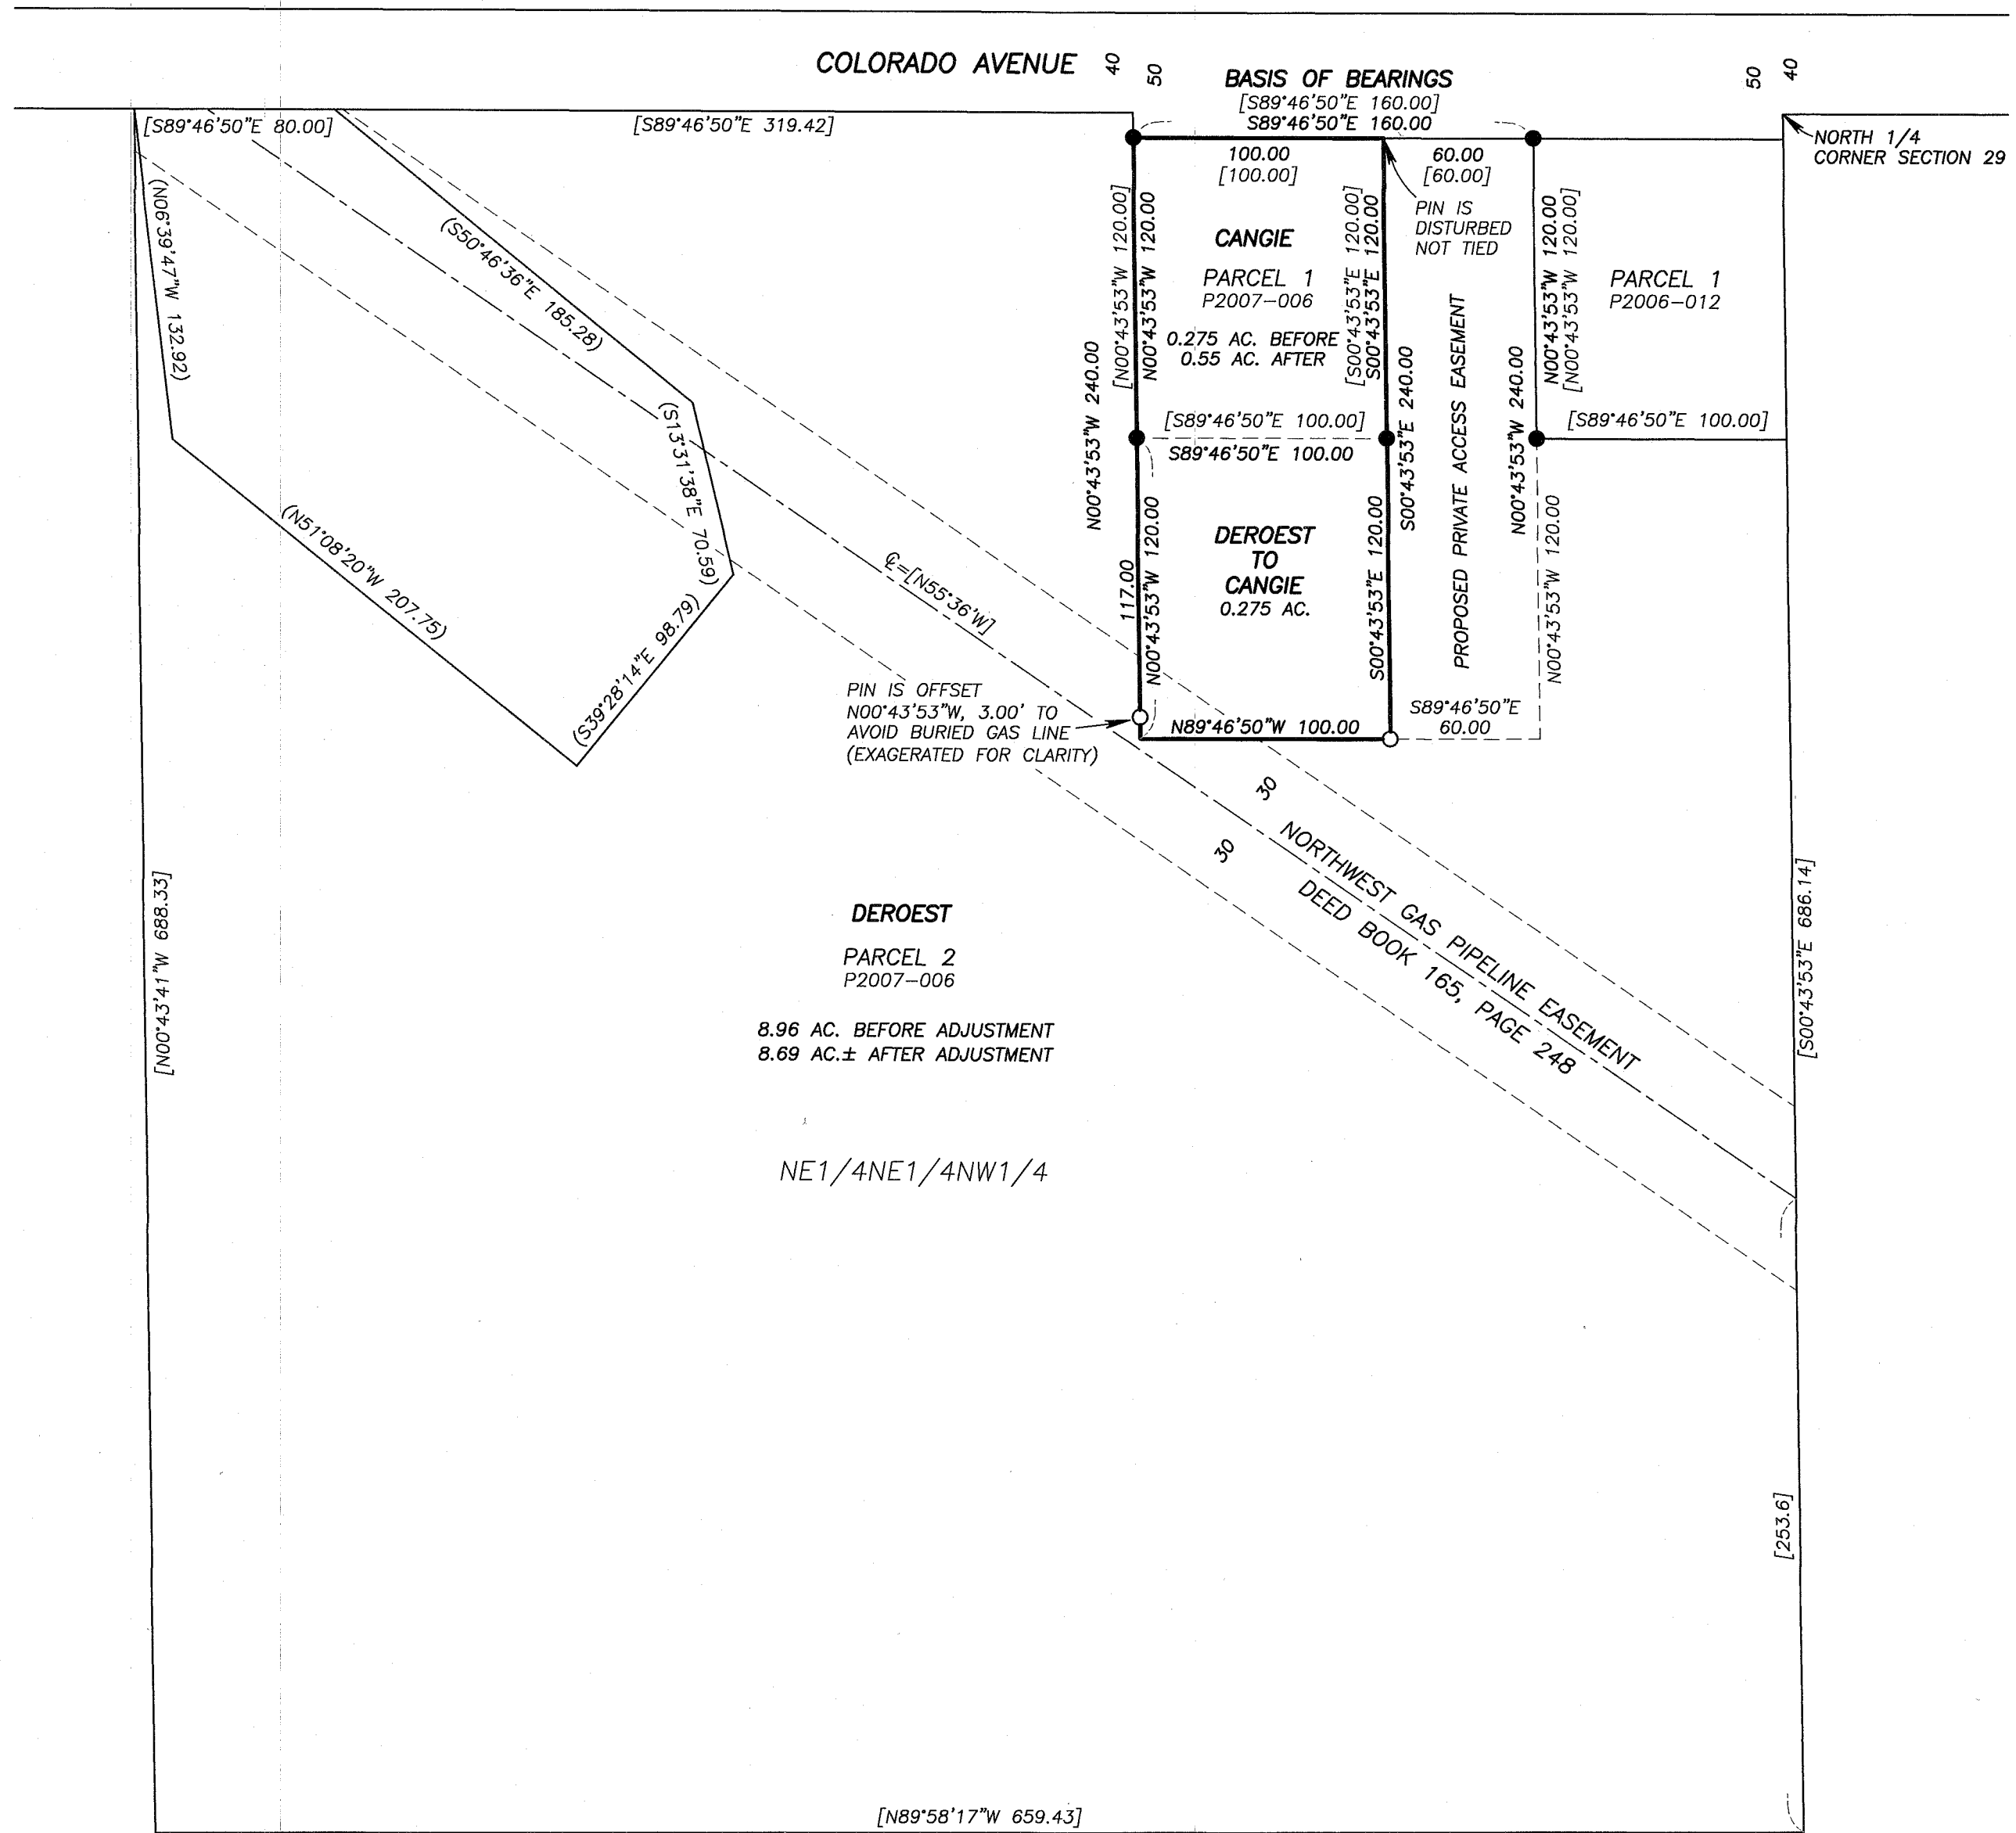 COLORADO AVENUE
40
50
BASIS OF BEARINGS
[S89°46'50"E 160.00]
S89°46'50"E 160.00
50
40
NORTH 1/4
CORNER SECTION 29
[S89°46'50"E 80.00]
[S89°46'50"E 319.42]
100.00
[100.00]
60.00
[60.00]
PIN IS
DISTURBED
NOT TIED
(N06°39'47"W 132.92)
(S50°46'36"E 185.28)
(S13°31'38"E 70.59)
(N51°08'20"W 207.75)
(S39°28'14"E 98.79)
[N00°43'53"W 120.00]
N00°43'53"W 120.00
CANGIE
PARCEL 1
P2007-006
0.275 AC. BEFORE
0.55 AC. AFTER
[S00°43'53"E 120.00]
S00°43'53"E 120.00
N00°43'53"W 120.00
[N00°43'53"W 120.00]
PARCEL 1
P2006-012
N00°43'53"W 240.00
S00°43'53"E 240.00
PROPOSED PRIVATE ACCESS EASEMENT
N00°43'53"W 240.00
[S89°46'50"E 100.00]
S89°46'50"E 100.00
[S89°46'50"E 100.00]
117.00
N00°43'53"W 120.00
DEROEST
TO
CANGIE
0.275 AC.
S00°43'53"E 120.00
N00°43'53"W 120.00
℄=[N55°36'W]
PIN IS OFFSET
N00°43'53"W, 3.00' TO
AVOID BURIED GAS LINE
(EXAGERATED FOR CLARITY)
N89°46'50"W 100.00
S89°46'50"E
60.00
30
30
NORTHWEST GAS PIPELINE EASEMENT
DEED BOOK 165, PAGE 248
[N00°43'41"W 688.33]
[S00°43'53"E 686.14]
DEROEST
PARCEL 2
P2007-006
8.96 AC. BEFORE ADJUSTMENT
8.69 AC.± AFTER ADJUSTMENT
NE1/4NE1/4NW1/4
[253.6]
[N89°58'17"W 659.43]